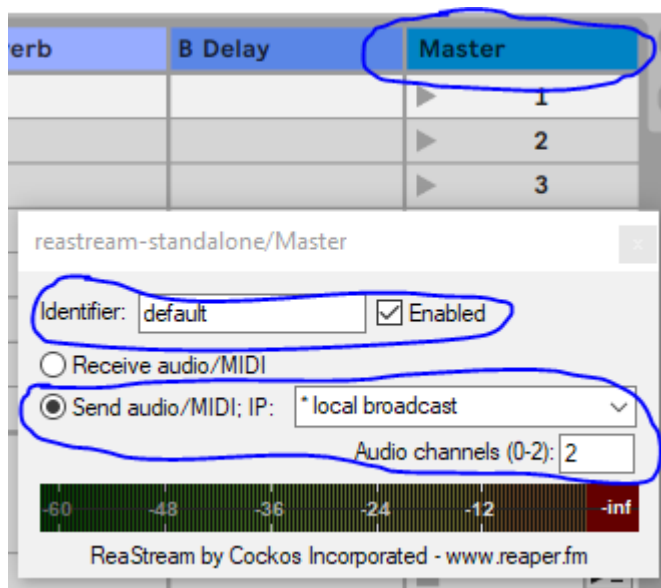 erb B Delay Master
1
2
3
reastream-standalone/Master x
Identifier: default Enabled
Receive audio/MIDI
Send audio/MIDI; IP: * local broadcast
Audio channels (0-2): 2
-60 -48 -36 -24 -12 -inf
ReaStream by Cockos Incorporated - www.reaper.fm